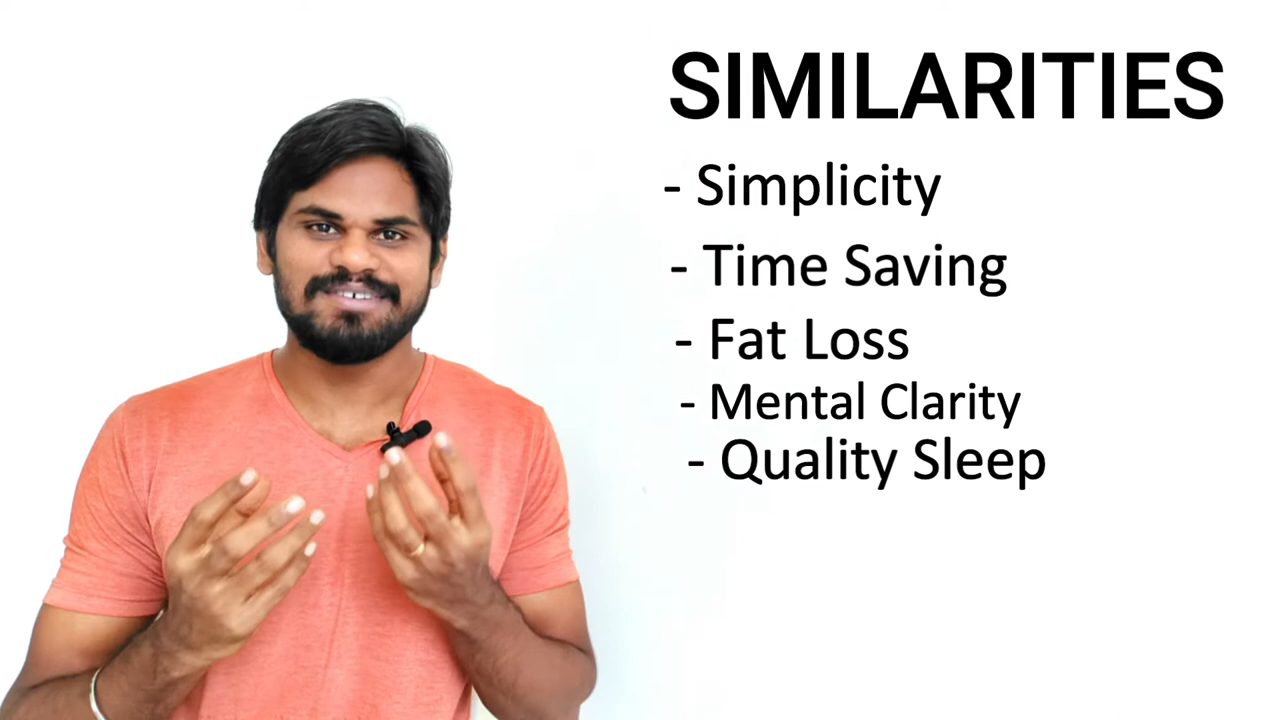 SIMILARITIES
- Simplicity
- Time Saving
- Fat Loss
- Mental Clarity
- Quality Sleep